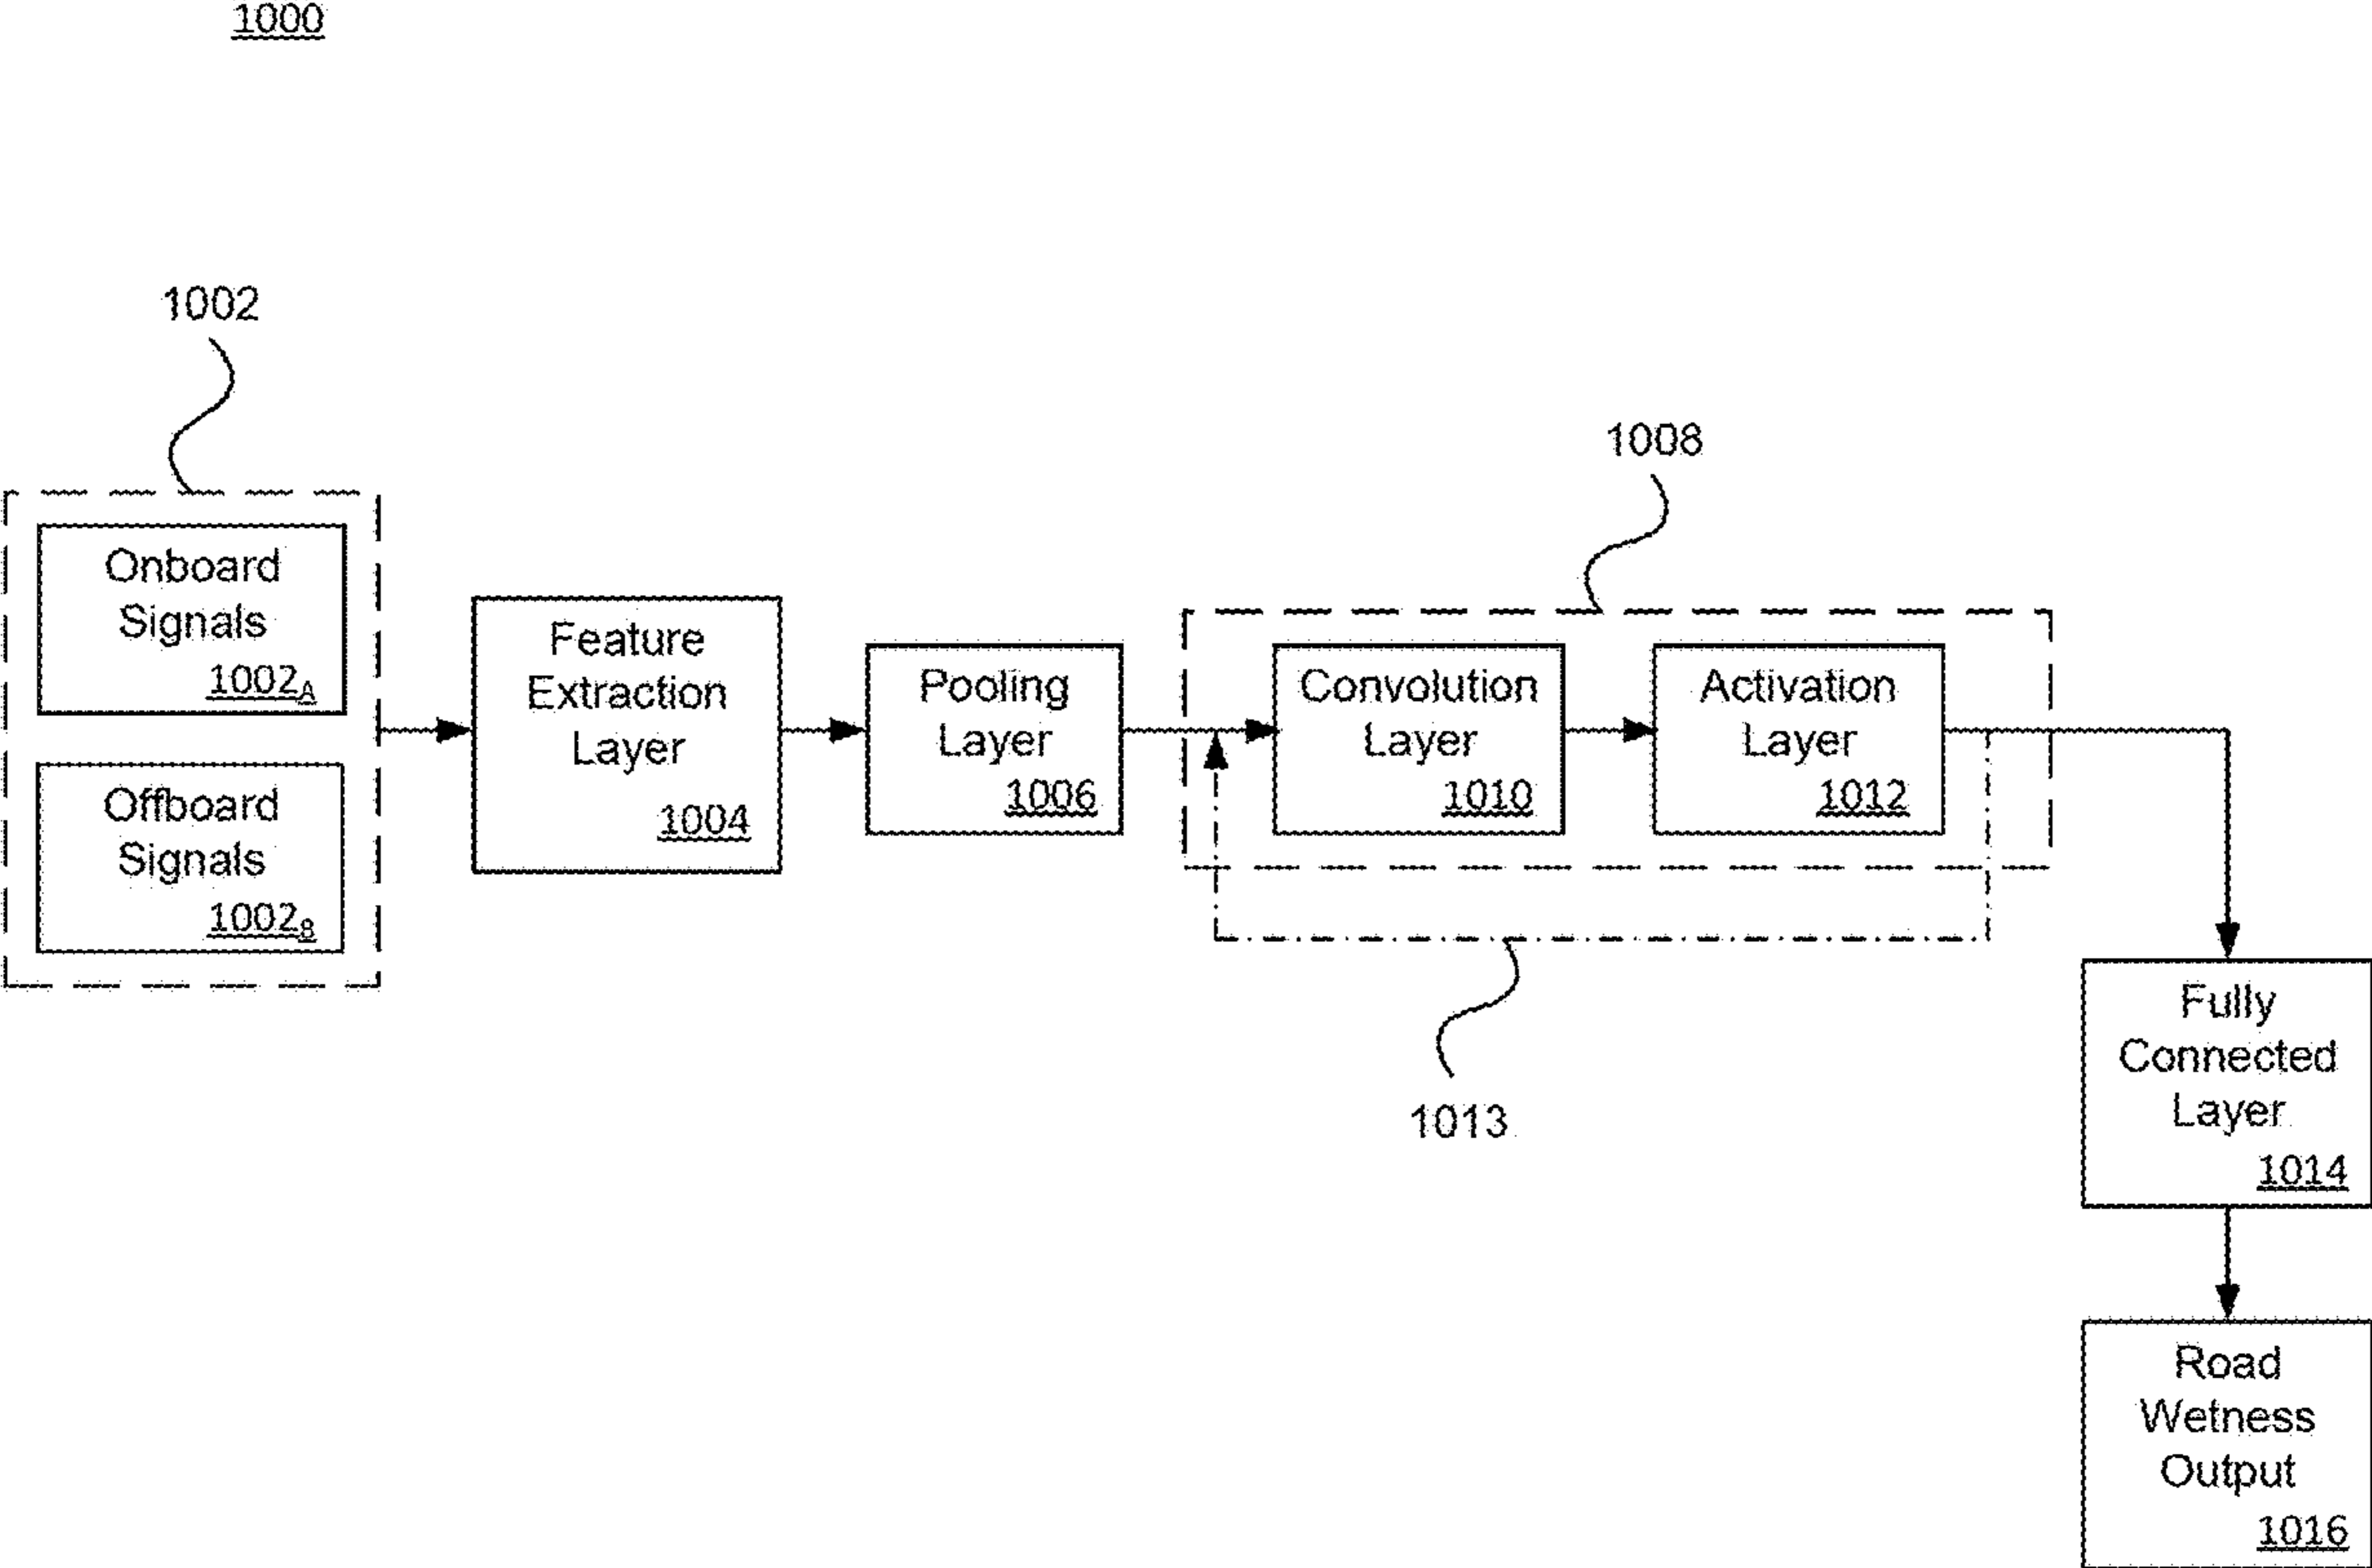 1000
1002
Onboard
Signals
1002A
Offboard
Signals
1002B
Feature
Extraction
Layer
1004
Pooling
Layer
1006
1008
Convolution
Layer
1010
Activation
Layer
1012
1013
Fully
Connected
Layer
1014
Road
Wetness
Output
1016